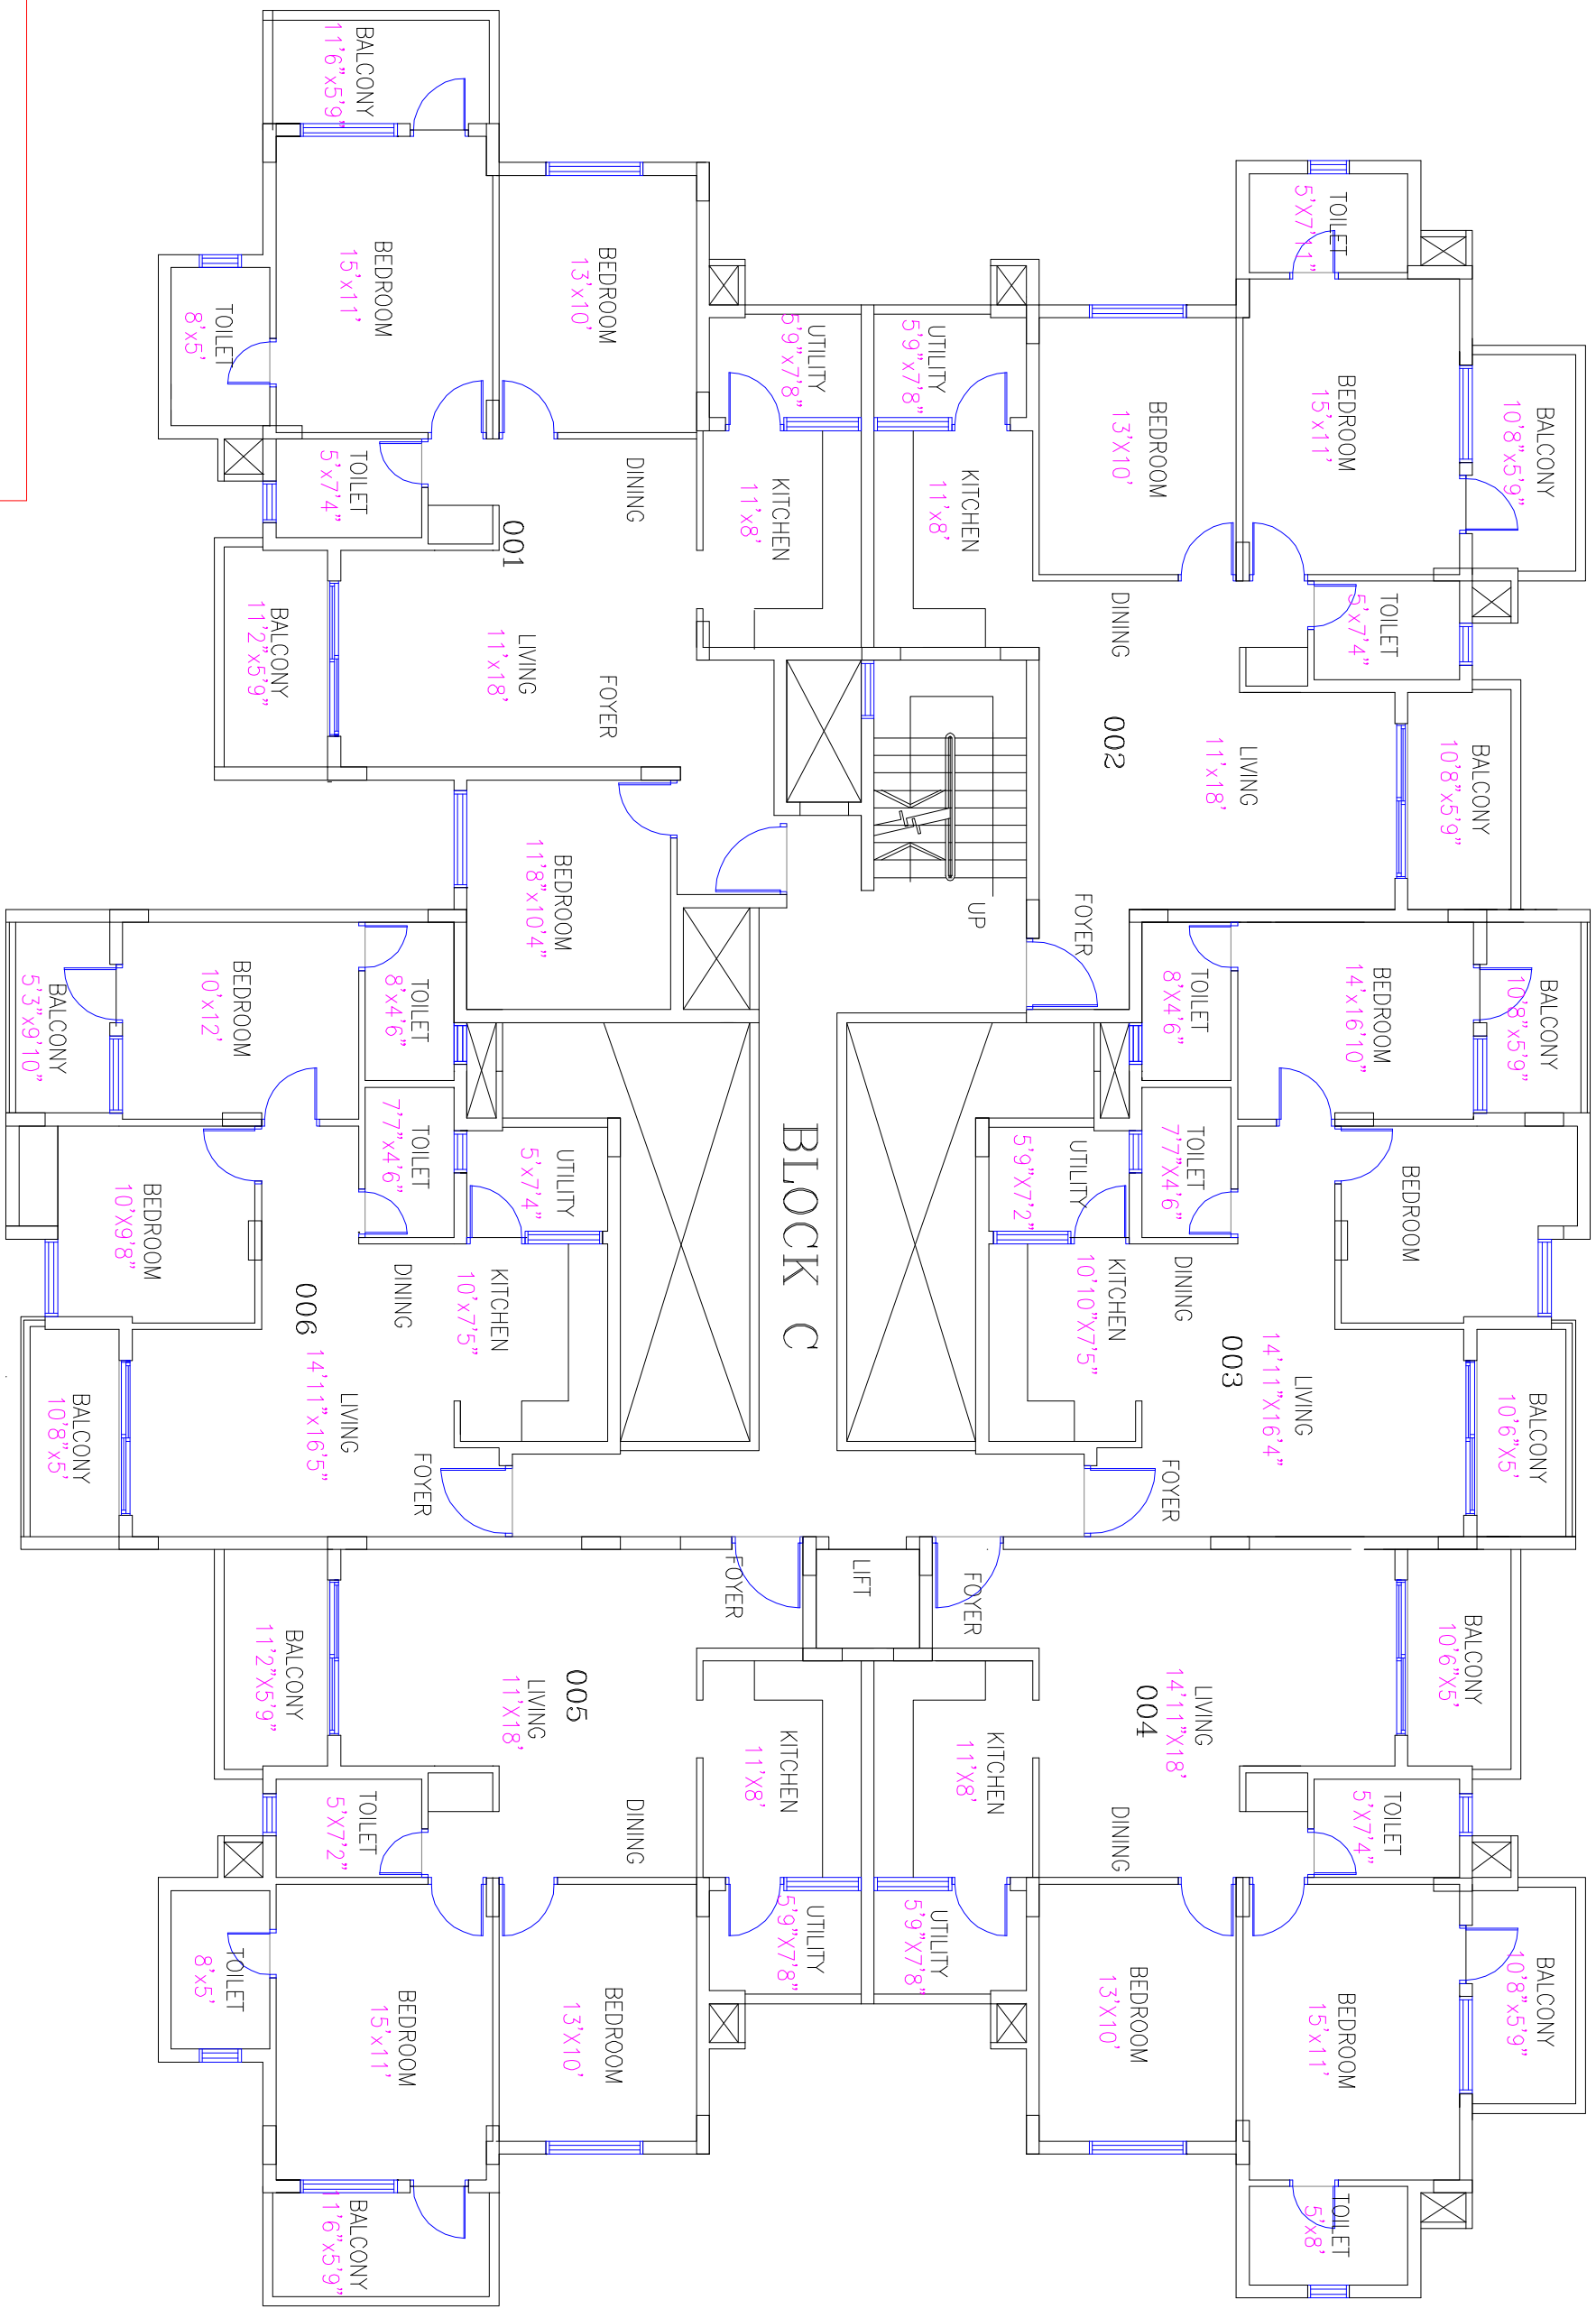 BALCONY
11'6"x5'9"
BEDROOM
15'x11'
BEDROOM
13'x10'
TOILET
8'x5'
TOILET
5'x7'4"
DINING
UTILITY
5'9"x7'8"
KITCHEN
11'x8'
001
LIVING
11'x18'
FOYER
BALCONY
11'2"x5'9"
BEDROOM
11'8"x10'4"
TOILET
5'X7'11"
BEDROOM
15'x11'
BALCONY
10'8"x5'9"
BEDROOM
13'X10'
UTILITY
5'9"x7'8"
KITCHEN
11'x8'
DINING
TOILET
5'x7'4"
002
LIVING
11'x18'
BALCONY
10'8"x5'9"
FOYER
UP
BALCONY
10'8"x5'9"
BEDROOM
14'x16'10"
TOILET
8'X4'6"
TOILET
7'7"X4'6"
BEDROOM
UTILITY
5'9"X7'2"
KITCHEN
10'10"X7'5"
DINING
003
LIVING
14'11"X16'4"
BALCONY
10'6"X5'
FOYER
BLOCK C
TOILET
8'x4'6"
BEDROOM
10'x12'
BALCONY
5'3"x9'10"
TOILET
7'7"x4'6"
UTILITY
5'x7'4"
BEDROOM
10'X9'8"
KITCHEN
10'x7'5"
DINING
006
LIVING
14'11"x16'5"
BALCONY
10'8"x5'
FOYER
LIFT
FOYER
FOYER
BALCONY
10'6"X5'
LIVING
14'11"X18'
004
KITCHEN
11'X8'
DINING
TOILET
5'X7'4"
UTILITY
5'9"X7'8"
BEDROOM
13'X10'
BEDROOM
15'x11'
BALCONY
10'8"x5'9"
TOILET
5'x8'
005
LIVING
11'X18'
BALCONY
11'2"X5'9"
KITCHEN
11'X8'
DINING
TOILET
5'X7'2"
UTILITY
5'9"X7'8"
BEDROOM
13'X10'
BEDROOM
15'x11'
TOILET
8'x5'
BALCONY
11'6"x5'9"